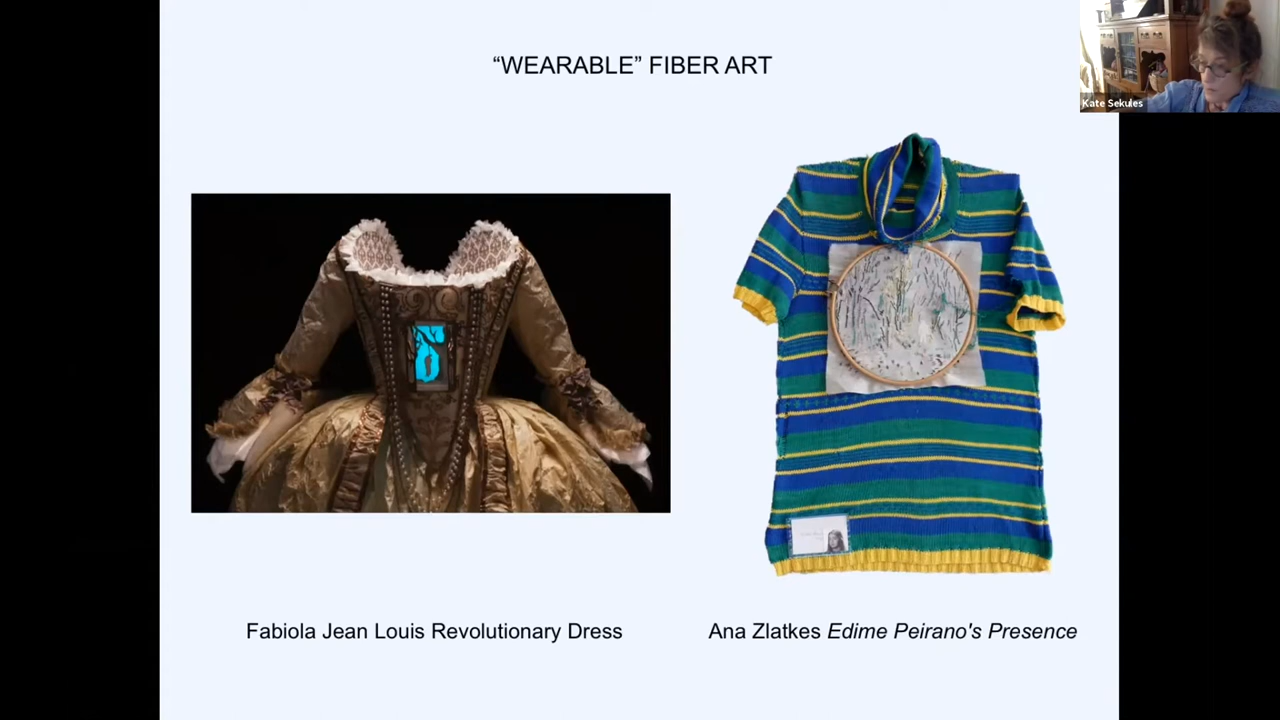 “WEARABLE” FIBER ART
Kate Sekules
Fabiola Jean Louis Revolutionary Dress
Ana Zlatkes Edime Peirano's Presence